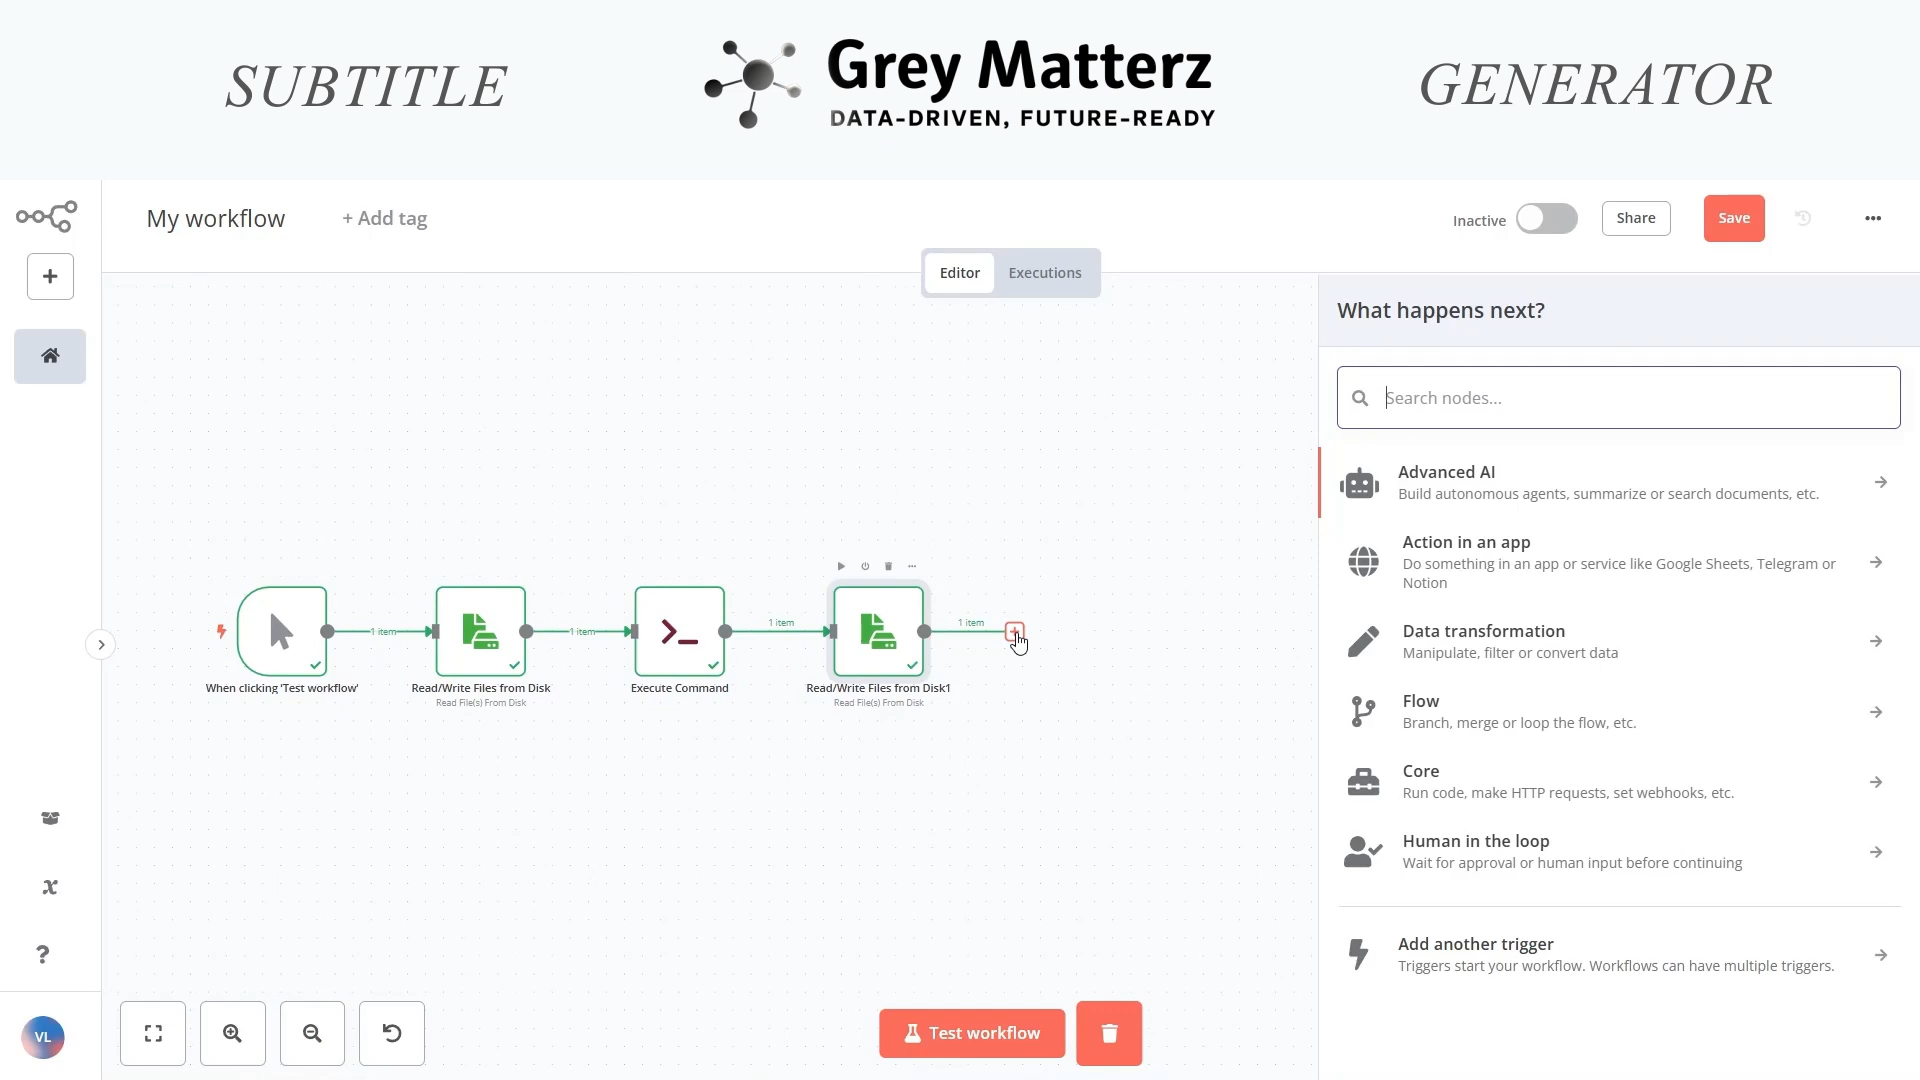 SUBTITLE
Grey Matterz
DATA-DRIVEN, FUTURE-READY
GENERATOR
My workflow
+ Add tag
Inactive
Share
Save
Editor
Executions
What happens next?
Search nodes...
Advanced AI
Build autonomous agents, summarize or search documents, etc.
Action in an app
Do something in an app or service like Google Sheets, Telegram or
Notion
Data transformation
Manipulate, filter or convert data
Flow
Branch, merge or loop the flow, etc.
Core
Run code, make HTTP requests, set webhooks, etc.
Human in the loop
Wait for approval or human input before continuing
Add another trigger
Triggers start your workflow. Workflows can have multiple triggers.
1 item
1 item
1 item
1 item
When clicking 'Test workflow'
Read/Write Files from Disk
Read File(s) From Disk
Execute Command
Read/Write Files from Disk1
Read File(s) From Disk
VL
Test workflow